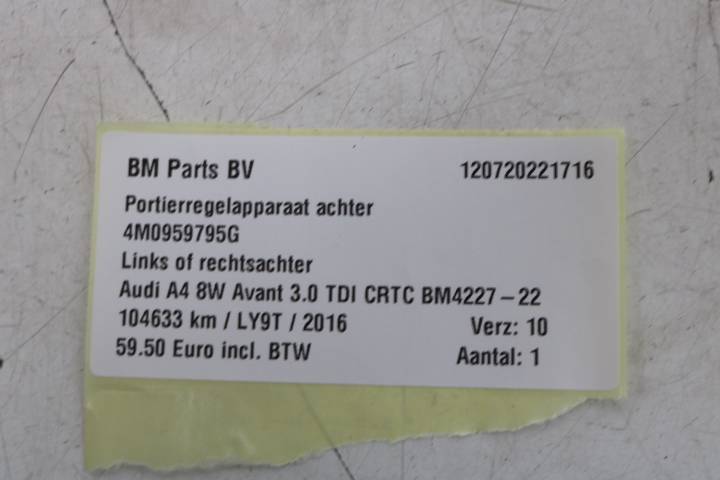 BM Parts BV 120720221716
Portierregelapparaat achter
4M0959795G
Links of rechtsachter
Audi A4 8W Avant 3.0 TDI CRTC BM4227-22
104633 km / LY9T / 2016 Verz: 10
59.50 Euro incl. BTW Aantal: 1